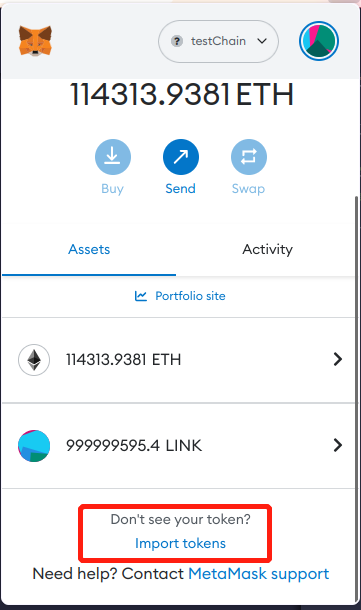 ? testChain
114313.9381 ETH
Buy Send Swap
Assets Activity
Portfolio site
114313.9381 ETH
999999595.4 LINK
Don't see your token?
Import tokens
Need help? Contact MetaMask support